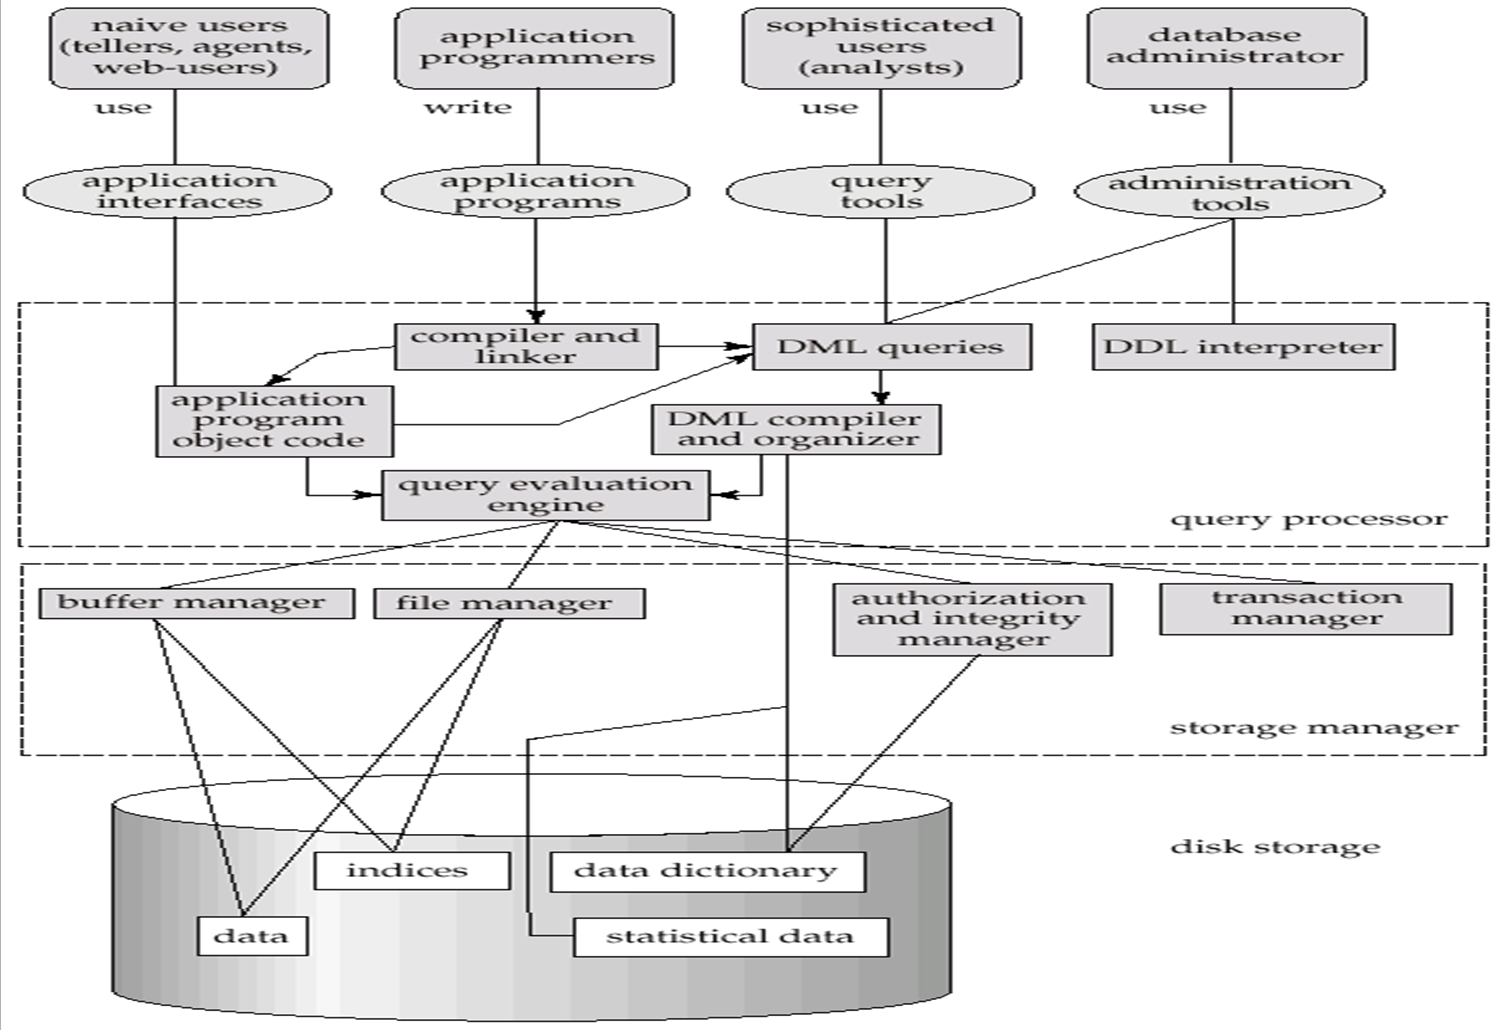 naive users
(tellers, agents,
web-users)
application
programmers
sophisticated
users
(analysts)
database
administrator
use
write
use
use
application
interfaces
application
programs
query
tools
administration
tools
compiler and
linker
DML queries
DDL interpreter
application
program
object code
DML compiler
and organizer
query evaluation
engine
query processor
buffer manager
file manager
authorization
and integrity
manager
transaction
manager
storage manager
disk storage
indices
data dictionary
data
statistical data